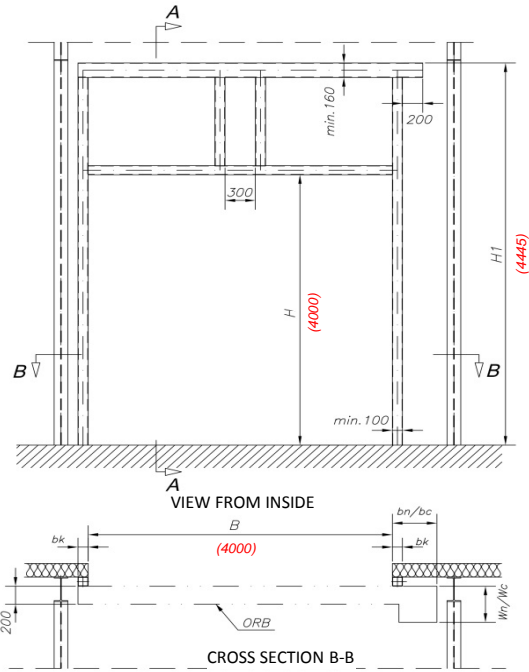 A
min.160
200
300
H
(4000)
H1
(4445)
B
B
min.100
A
VIEW FROM INSIDE
bn/bc
B
bk
(4000)
bk
200
Wn/Wc
ORB
CROSS SECTION B-B